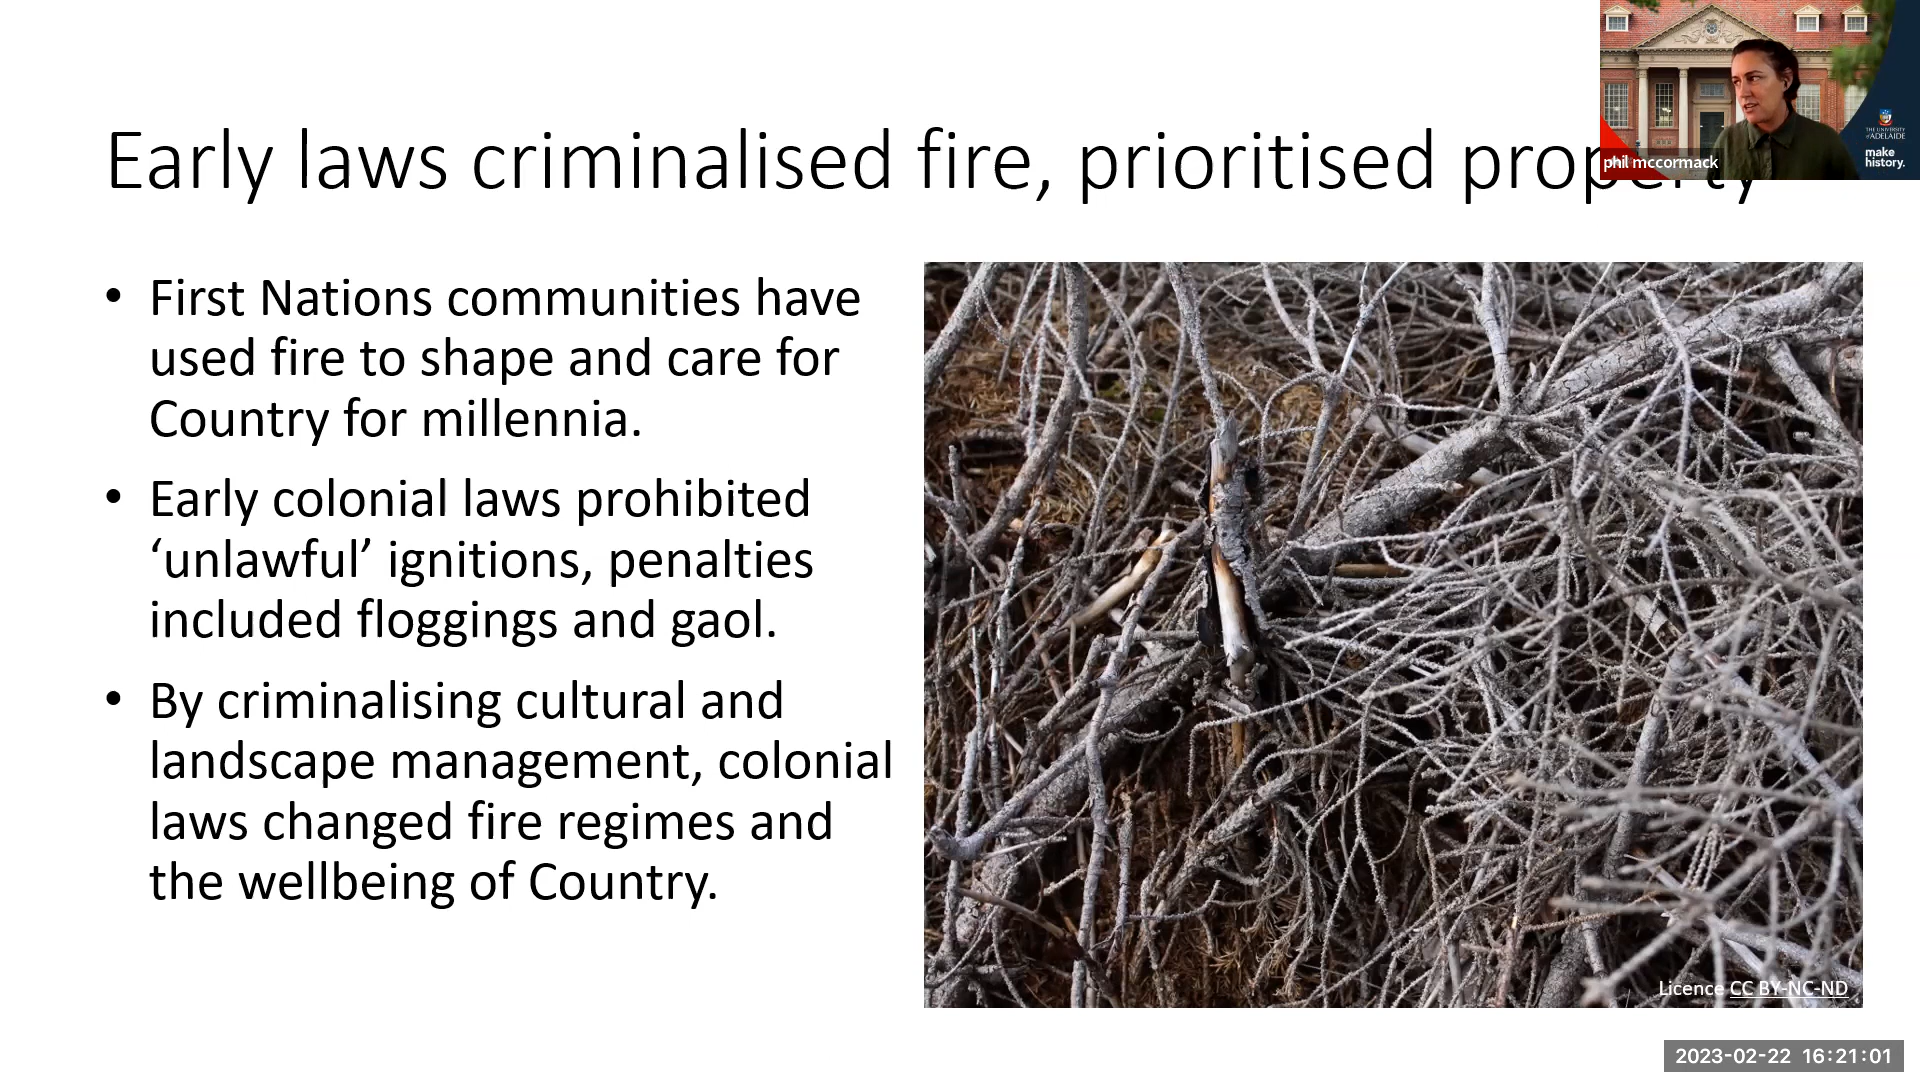 Early laws criminalised fire, prioritised property
phil mccormack
THE UNIVERSITY
of ADELAIDE
make
history.
• First Nations communities have
used fire to shape and care for
Country for millennia.
• Early colonial laws prohibited
‘unlawful’ ignitions, penalties
included floggings and gaol.
• By criminalising cultural and
landscape management, colonial
laws changed fire regimes and
the wellbeing of Country.
Licence CC BY-NC-ND
2023-02-22 16:21:01